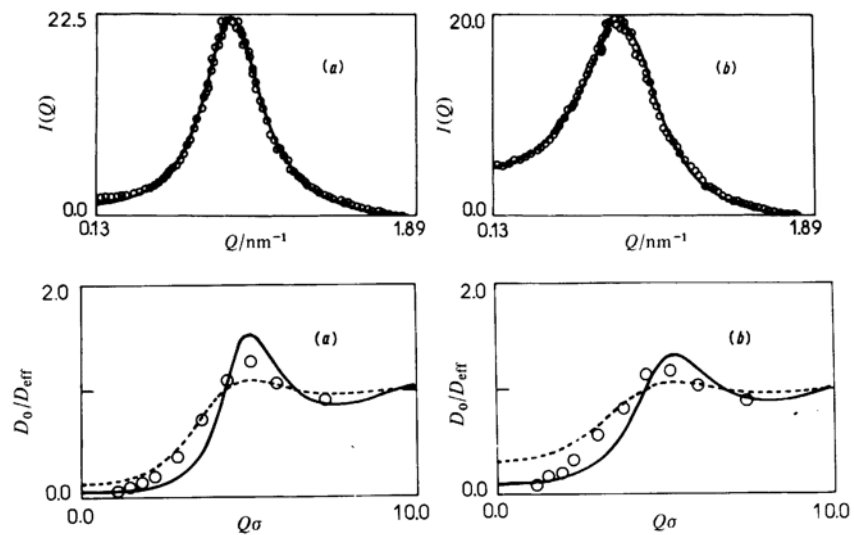 22.5
(a)
I(Q)
0.0
0.13
Q/nm⁻¹
1.89
20.0
(b)
I(Q)
0.0
0.13
Q/nm⁻¹
1.89
2.0
(a)
D₀/D_eff
0.0
0.0
Qσ
10.0
2.0
(b)
D₀/D_eff
0.0
0.0
Qσ
10.0